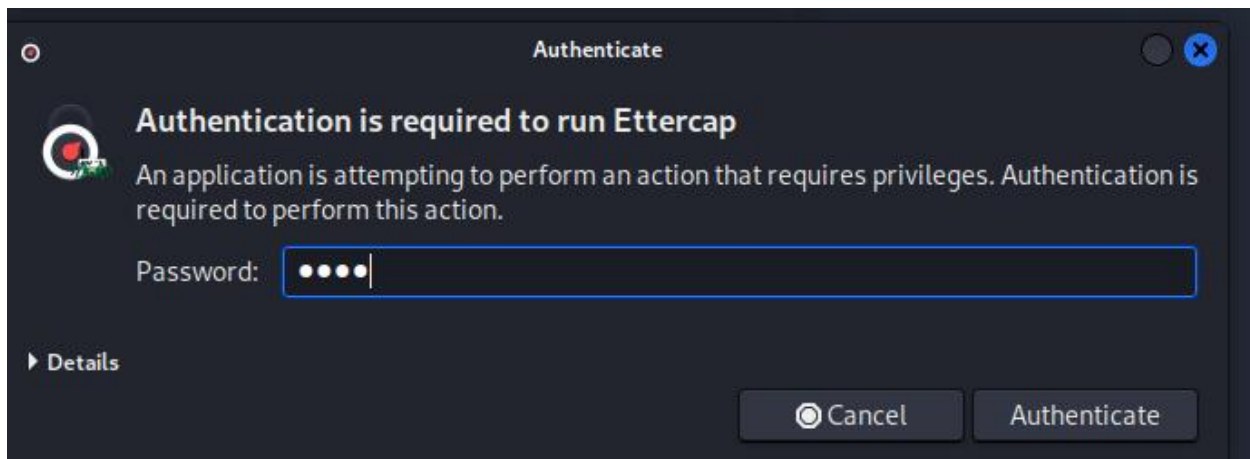 Authenticate
Authentication is required to run Ettercap
An application is attempting to perform an action that requires privileges. Authentication is
required to perform this action.
Password: ●●●●
Details
Cancel
Authenticate